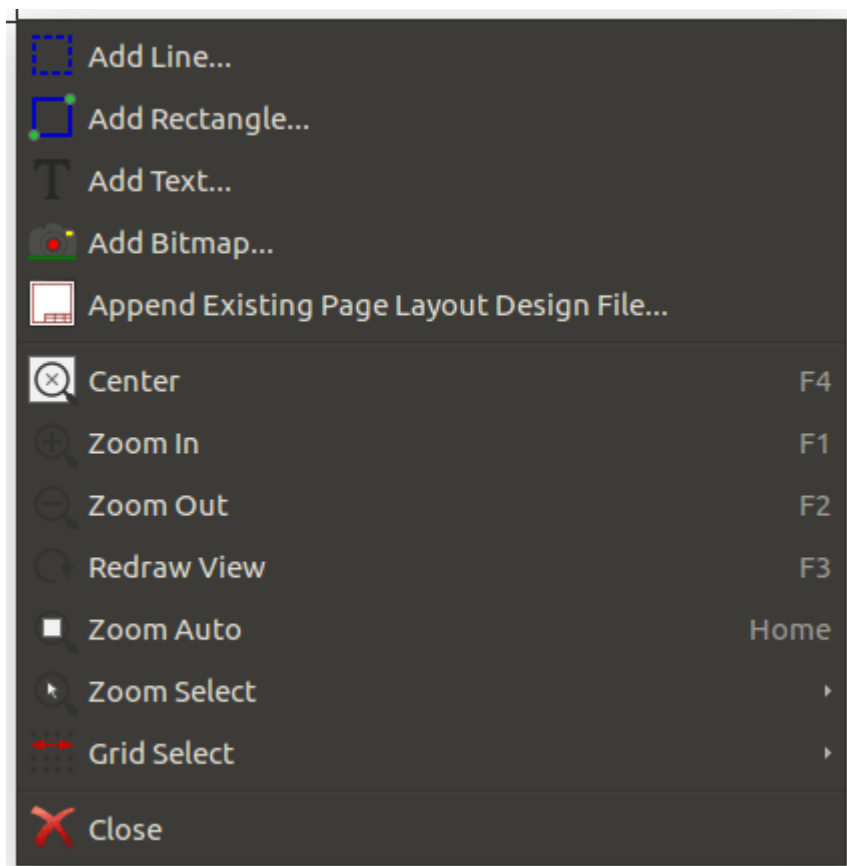 Add Line...
Add Rectangle...
Add Text...
Add Bitmap...
Append Existing Page Layout Design File...
Center F4
Zoom In F1
Zoom Out F2
Redraw View F3
Zoom Auto Home
Zoom Select
Grid Select
Close